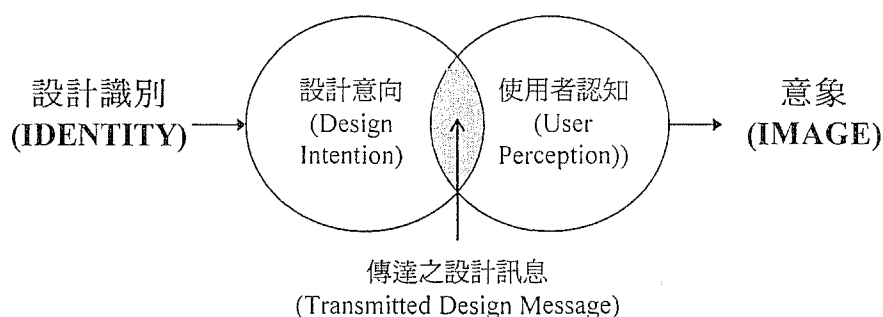 設計識別
(IDENTITY)
設計意向
(Design
Intention)
使用者認知
(User
Perception))
意象
(IMAGE)
傳達之設計訊息
(Transmitted Design Message)